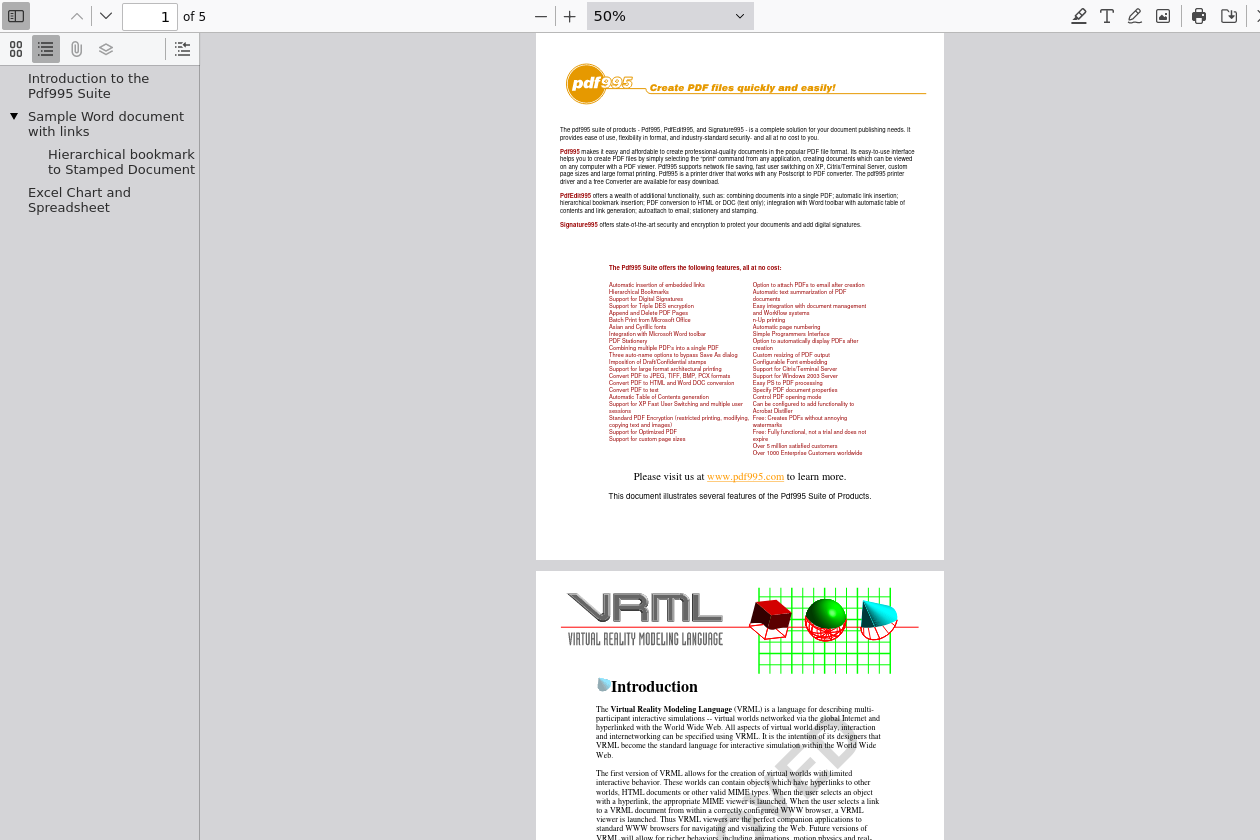 1 of 5
50%
Introduction to the
Pdf995 Suite
Sample Word document
with links
Hierarchical bookmark
to Stamped Document
Excel Chart and
Spreadsheet
pdf995 Create PDF files quickly and easily!
The pdf995 suite of products - Pdf995, PdfEdit995, and Signature995 - is a complete solution for your document publishing needs. It
provides ease of use, flexibility in format, and industry-standard security- and all at no cost to you.
Pdf995 makes it easy and affordable to create professional-quality documents in the popular PDF file format. Its easy-to-use interface
helps you to create PDF files by simply selecting the "print" command from any application, creating documents which can be viewed
on any computer with a PDF viewer. Pdf995 supports network file saving, fast user switching on XP, Citrix/Terminal Server, custom
page sizes and large format printing. Pdf995 is a printer driver that works with any Postscript to PDF converter. The pdf995 printer
driver and a free Converter are available for easy download.
PdfEdit995 offers a wealth of additional functionality, such as: combining documents into a single PDF; automatic link insertion;
hierarchical bookmark insertion; PDF conversion to HTML or DOC (text only); integration with Word toolbar with automatic table of
contents and link generation; autoattach to email; stationery and stamping.
Signature995 offers state-of-the-art security and encryption to protect your documents and add digital signatures.
The Pdf995 Suite offers the following features, all at no cost:
Automatic insertion of embedded links
Hierarchical Bookmarks
Support for Digital Signatures
Support for Triple DES encryption
Append and Delete PDF Pages
Batch Print from Microsoft Office
Asian and Cyrillic fonts
Integration with Microsoft Word toolbar
PDF Stationery
Combining multiple PDF's into a single PDF
Three auto-name options to bypass Save As dialog
Imposition of Draft/Confidential stamps
Support for large format architectural printing
Convert PDF to JPEG, TIFF, BMP, PCX formats
Convert PDF to HTML and Word DOC conversion
Convert PDF to text
Automatic Table of Contents generation
Support for XP Fast User Switching and multiple user
sessions
Standard PDF Encryption (restricted printing, modifying,
copying text and images)
Support for Optimized PDF
Support for custom page sizes
Option to attach PDFs to email after creation
Automatic text summarization of PDF
documents
Easy integration with document management
and Workflow systems
n-Up printing
Automatic page numbering
Simple Programmers Interface
Option to automatically display PDFs after
creation
Custom resizing of PDF output
Configurable Font embedding
Support for Citrix/Terminal Server
Support for Windows 2003 Server
Easy PS to PDF processing
Specify PDF document properties
Control PDF opening mode
Can be configured to add functionality to
Acrobat Distiller
Free: Creates PDFs without annoying
watermarks
Free: Fully functional, not a trial and does not
expire
Over 5 million satisfied customers
Over 1000 Enterprise Customers worldwide
Please visit us at www.pdf995.com to learn more.
This document illustrates several features of the Pdf995 Suite of Products.
VRML
VIRTUAL REALITY MODELING LANGUAGE
Introduction
The Virtual Reality Modeling Language (VRML) is a language for describing multi-
participant interactive simulations -- virtual worlds networked via the global Internet and
hyperlinked with the World Wide Web. All aspects of virtual world display, interaction
and internetworking can be specified using VRML. It is the intention of its designers that
VRML become the standard language for interactive simulation within the World Wide
Web.
The first version of VRML allows for the creation of virtual worlds with limited
interactive behavior. These worlds can contain objects which have hyperlinks to other
worlds, HTML documents or other valid MIME types. When the user selects an object
with a hyperlink, the appropriate MIME viewer is launched. When the user selects a link
to a VRML document from within a correctly configured WWW browser, a VRML
viewer is launched. Thus VRML viewers are the perfect companion applications to
standard WWW browsers for navigating and visualizing the Web. Future versions of
VRML will allow for richer behaviors, including animations, motion physics and real-